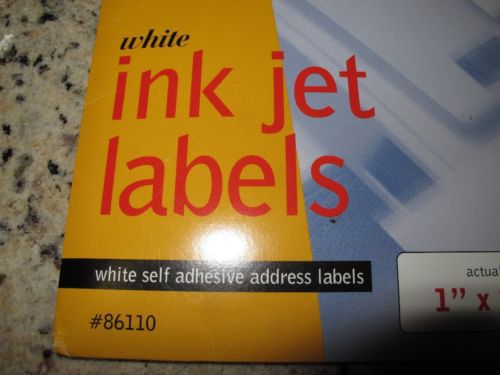 white
ink jet
labels
white self adhesive address labels
#86110
actual
1” x